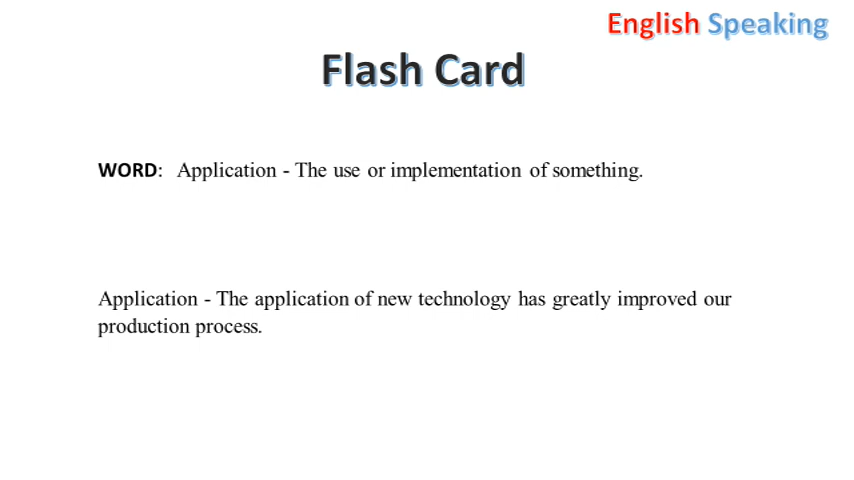 English Speaking
Flash Card
WORD: Application - The use or implementation of something.
Application - The application of new technology has greatly improved our
production process.